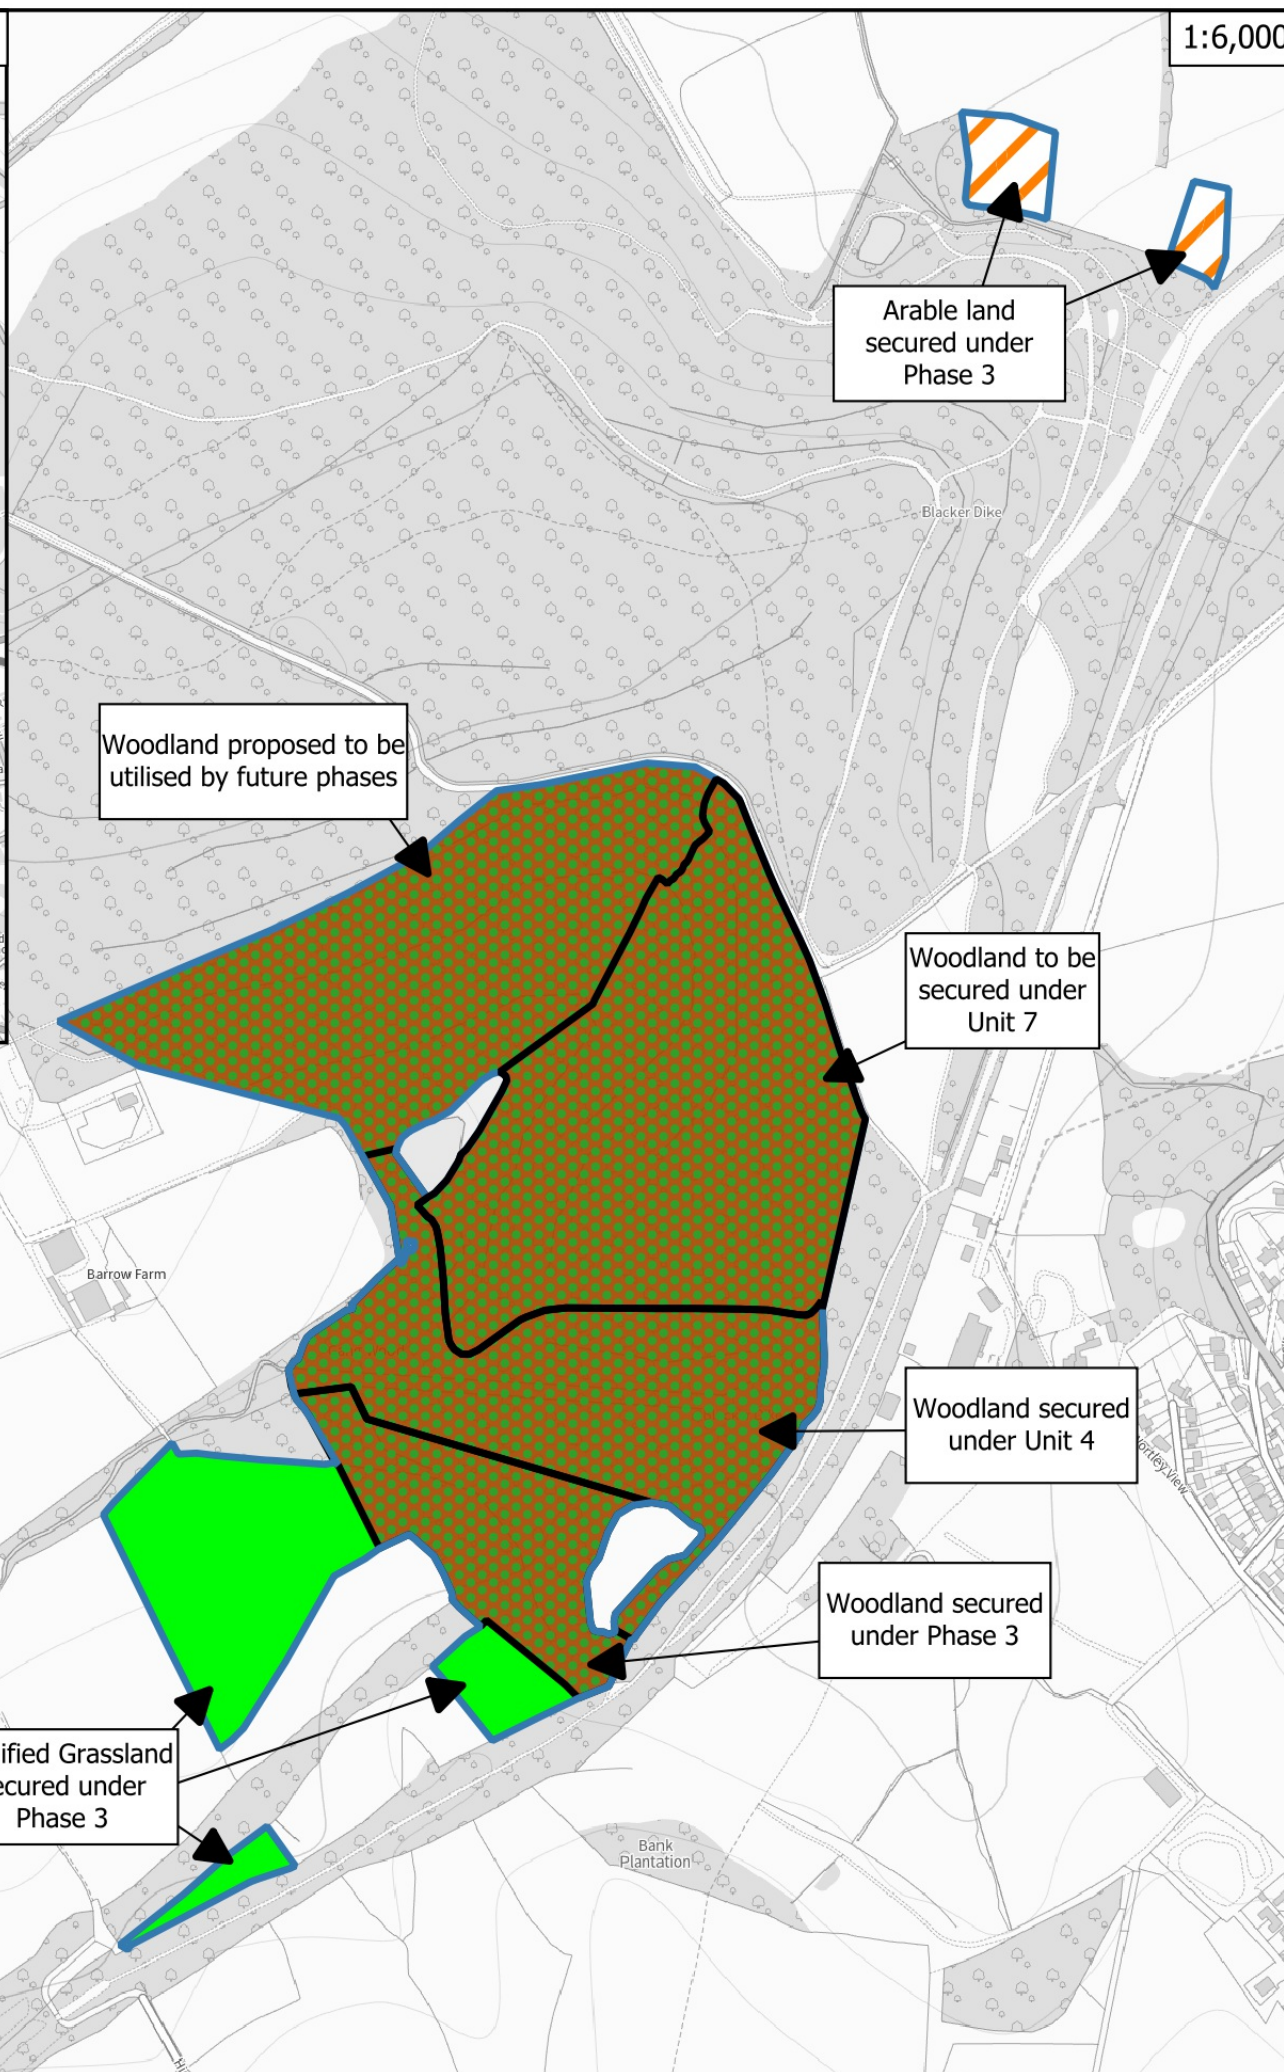 1:6,000
Arable land
secured under
Phase 3
Blacker Dike
Woodland proposed to be
utilised by future phases
Woodland to be
secured under
Unit 7
Barrow Farm
Woodland secured
under Unit 4
ortley View
Woodland secured
under Phase 3
ified Grassland
ecured under
Phase 3
Bank
Plantation